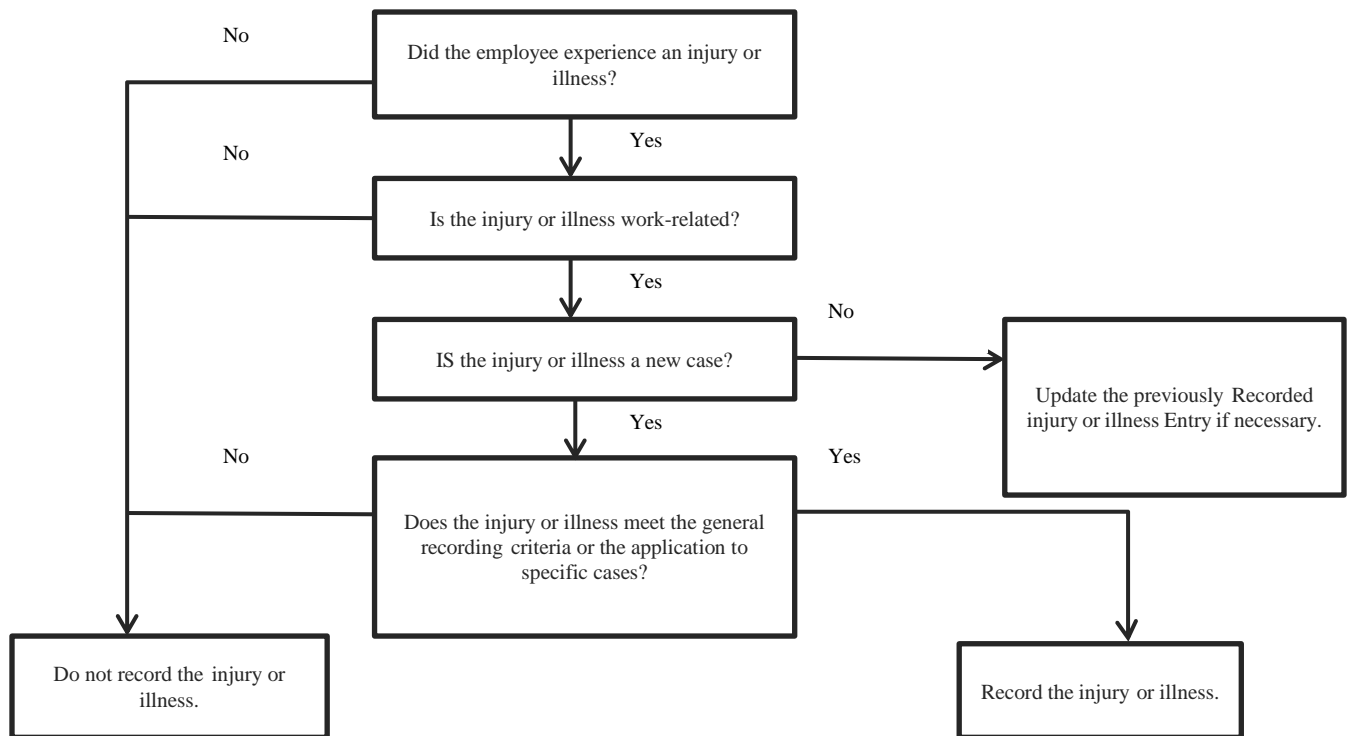 No
Did the employee experience an injury or
illness?
Yes
No
Is the injury or illness work-related?
Yes
No
IS the injury or illness a new case?
Update the previously Recorded
injury or illness Entry if necessary.
Yes
No
Yes
Does the injury or illness meet the general
recording criteria or the application to
specific cases?
Do not record the injury or
illness.
Record the injury or illness.